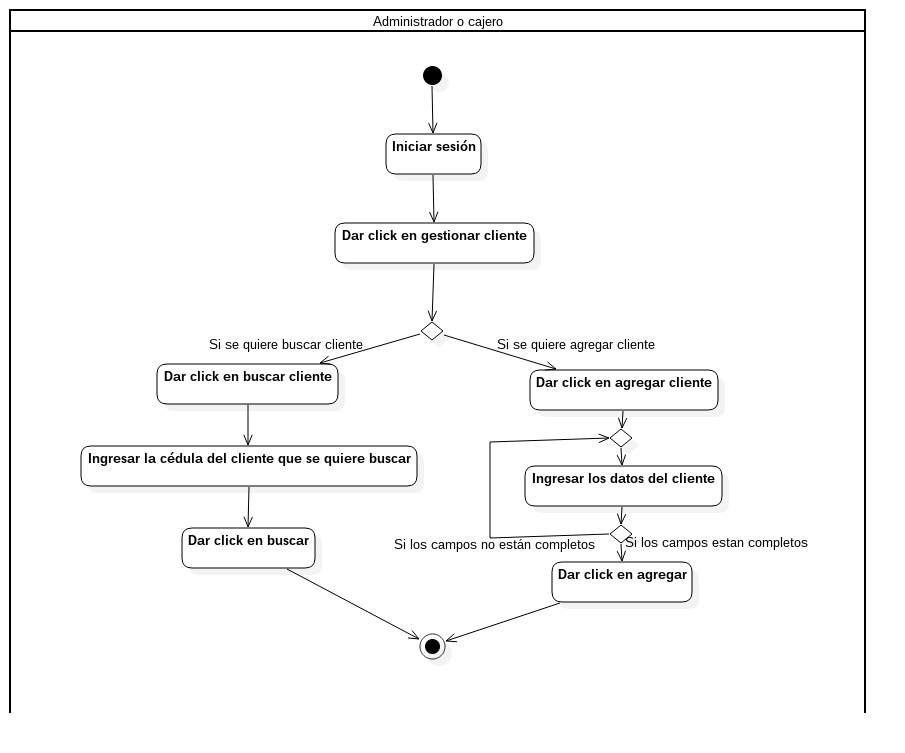 Administrador o cajero
Iniciar sesión
Dar click en gestionar cliente
Si se quiere buscar cliente
Si se quiere agregar cliente
Dar click en buscar cliente
Dar click en agregar cliente
Ingresar la cédula del cliente que se quiere buscar
Ingresar los datos del cliente
Dar click en buscar
Si los campos no están completos
Si los campos estan completos
Dar click en agregar